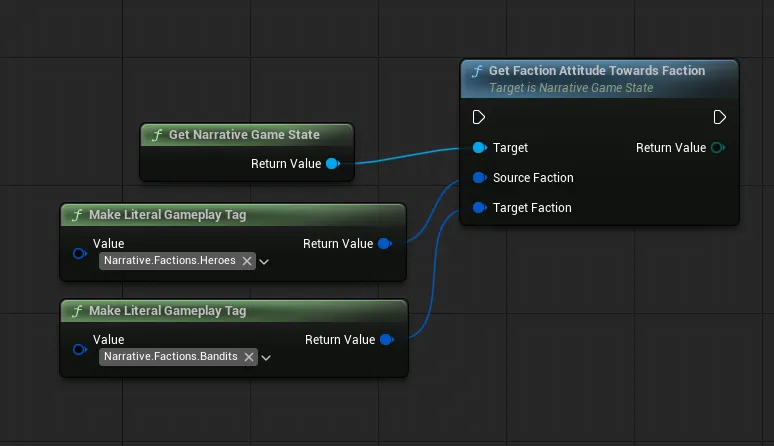 Get Faction Attitude Towards Faction
Target is Narrative Game State
Target
Return Value
Source Faction
Target Faction
Get Narrative Game State
Return Value
Make Literal Gameplay Tag
Value
Return Value
Narrative.Factions.Heroes
Make Literal Gameplay Tag
Value
Return Value
Narrative.Factions.Bandits